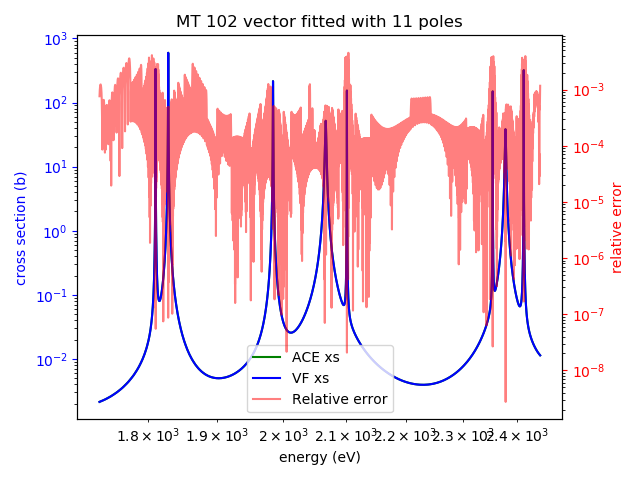 MT 102 vector fitted with 11 poles
10³
10²
10¹
10⁰
10⁻¹
10⁻²
cross section (b)
10⁻³
10⁻⁴
10⁻⁵
10⁻⁶
10⁻⁷
10⁻⁸
relative error
ACE xs
VF xs
Relative error
1.8 × 10³ 1.9 × 10³ 2 × 10³ 2.1 × 10³ 2.2 × 10³ 2.3 × 10³ 2.4 × 10³
energy (eV)